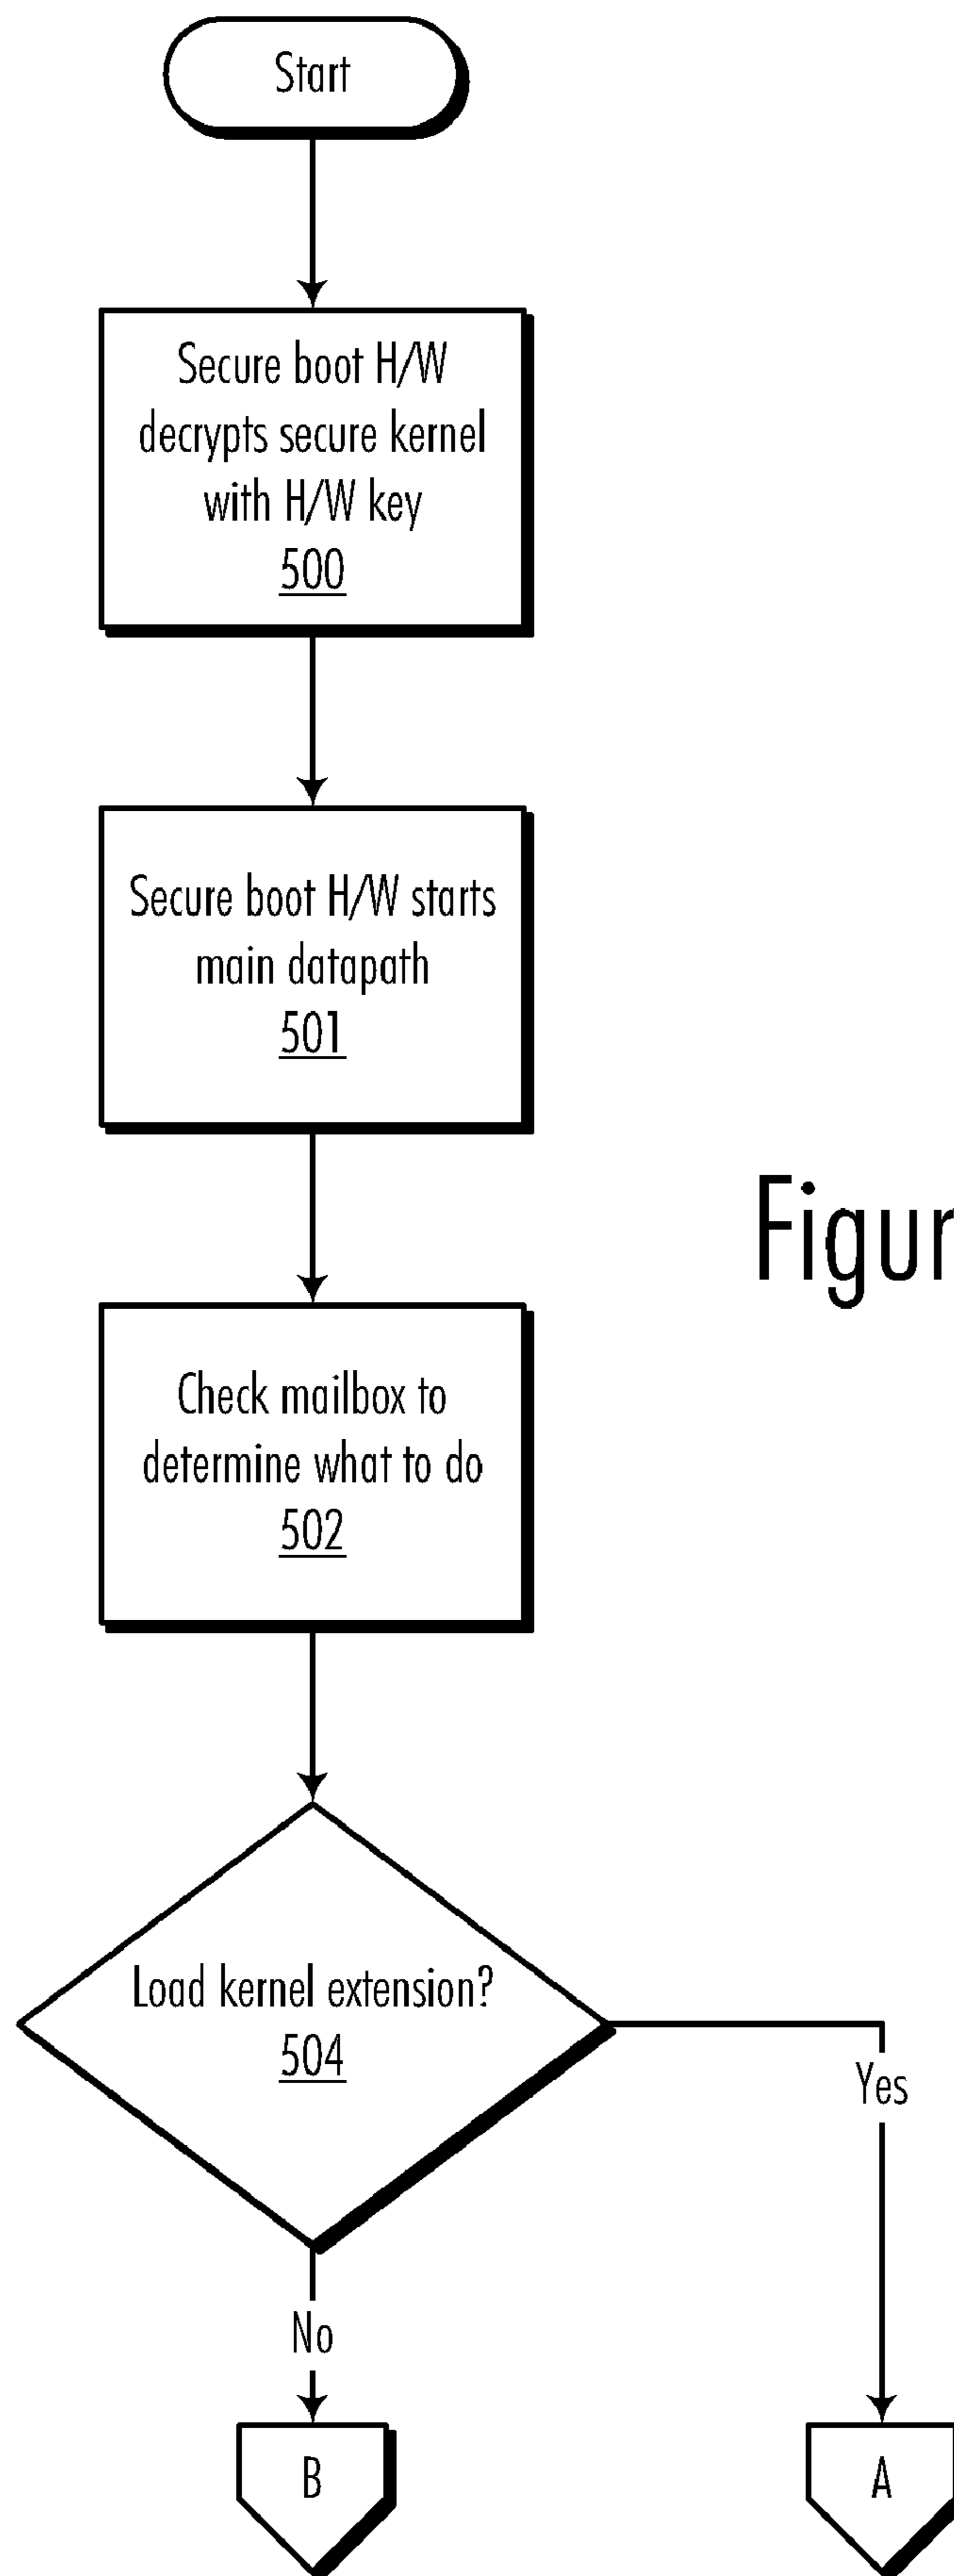 Start
Secure boot H/W
decrypts secure kernel
with H/W key
500
Secure boot H/W starts
main datapath
501
Figur
Check mailbox to
determine what to do
502
Load kernel extension?
504
Yes
No
B
A